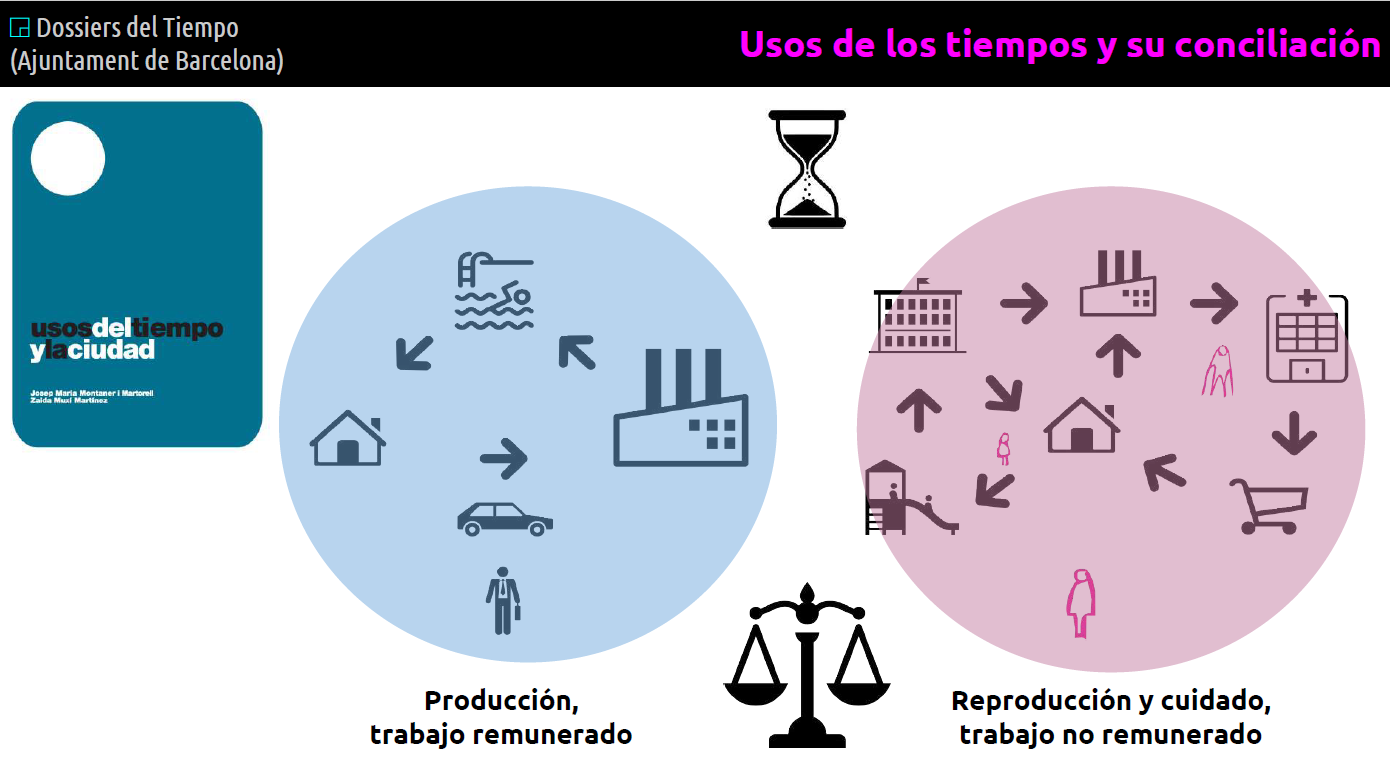 Dossiers del Tiempo
(Ajuntament de Barcelona)
Usos de los tiempos y su conciliación
usosdeltiempo
ylaciudad
Josep Maria Montaner i Martorell
Zaida Muxí Martínez
Producción,
trabajo remunerado
Reproducción y cuidado,
trabajo no remunerado